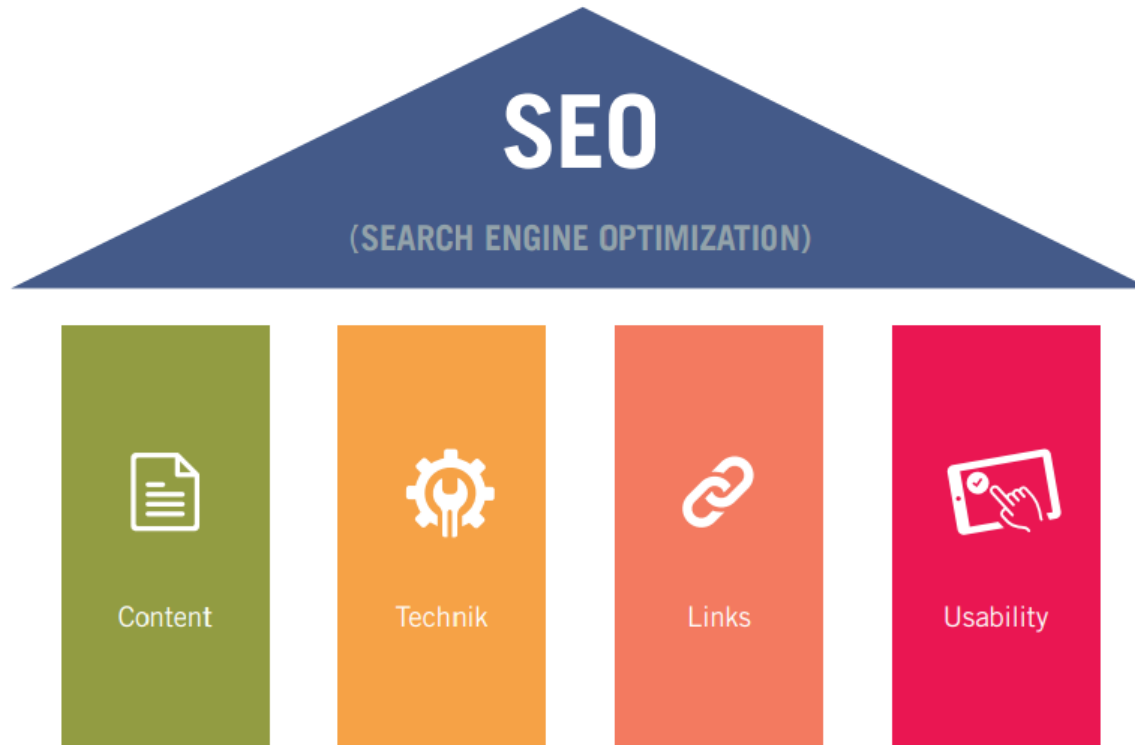 SEO
(SEARCH ENGINE OPTIMIZATION)
Content
Technik
Links
Usability